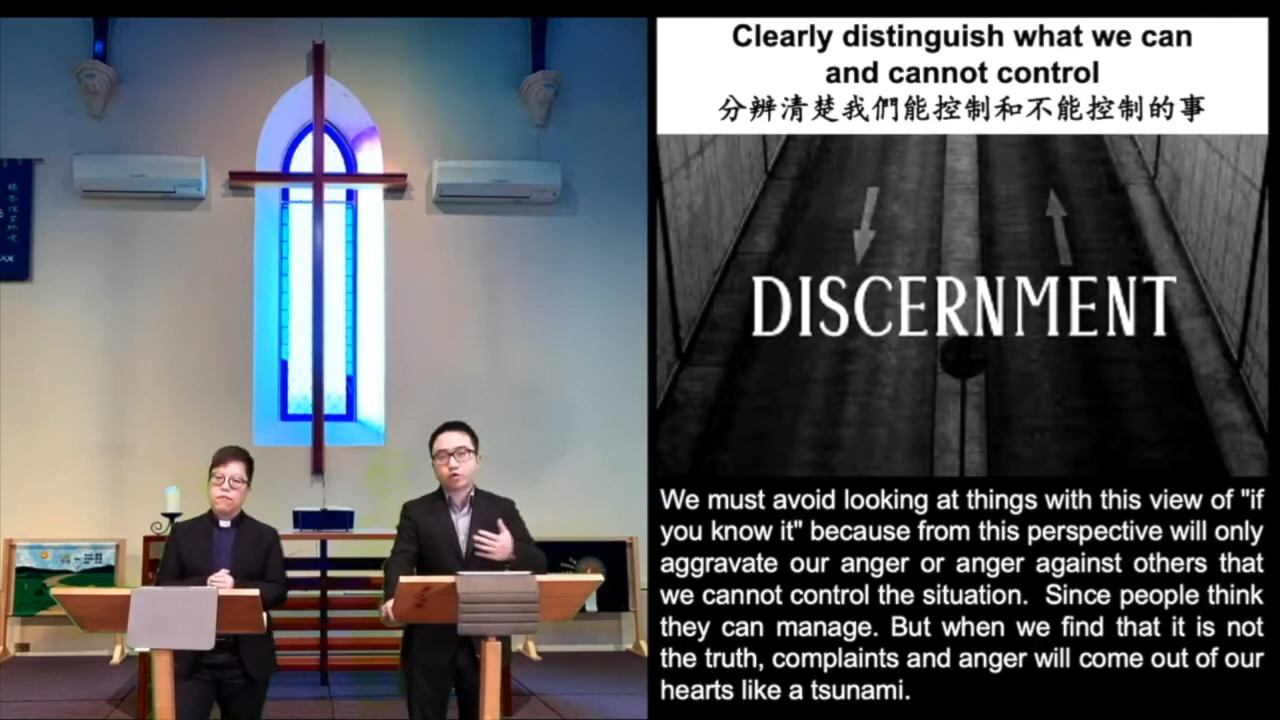 Clearly distinguish what we can
and cannot control
分辨清楚我們能控制和不能控制的事
DISCERNMENT
We must avoid looking at things with this view of "if
you know it" because from this perspective will only
aggravate our anger or anger against others that
we cannot control the situation. Since people think
they can manage. But when we find that it is not
the truth, complaints and anger will come out of our
hearts like a tsunami.